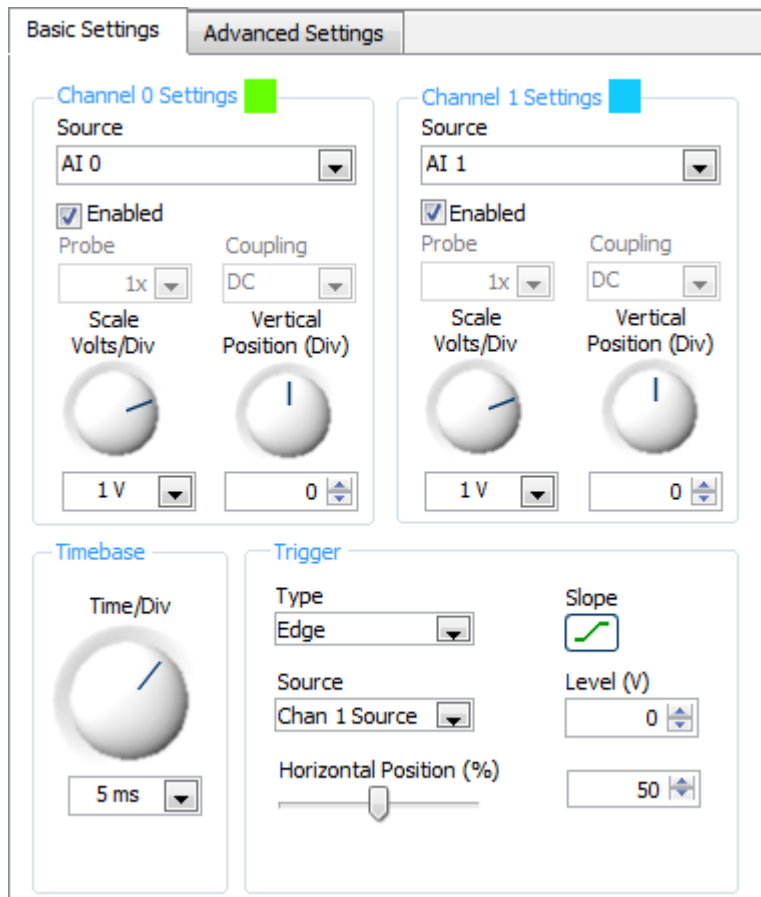 Basic Settings
Advanced Settings
Channel 0 Settings
Source
AI 0
Enabled
Probe Coupling
1x DC
Scale Volts/Div
Vertical Position (Div)
1 V 0
Channel 1 Settings
Source
AI 1
Enabled
Probe Coupling
1x DC
Scale Volts/Div
Vertical Position (Div)
1 V 0
Timebase
Time/Div
5 ms
Trigger
Type Slope
Edge
Source Level (V)
Chan 1 Source 0
Horizontal Position (%)
50